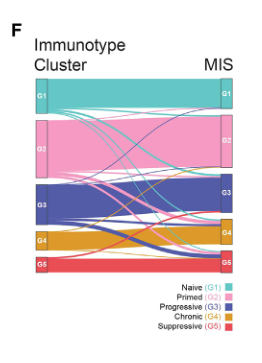 F
Immunotype
Cluster MIS
G1 G1
G2 G2
G3 G3
G4 G4
G5 G5
Naive (G1)
Primed (G2)
Progressive (G3)
Chronic (G4)
Suppressive (G5)